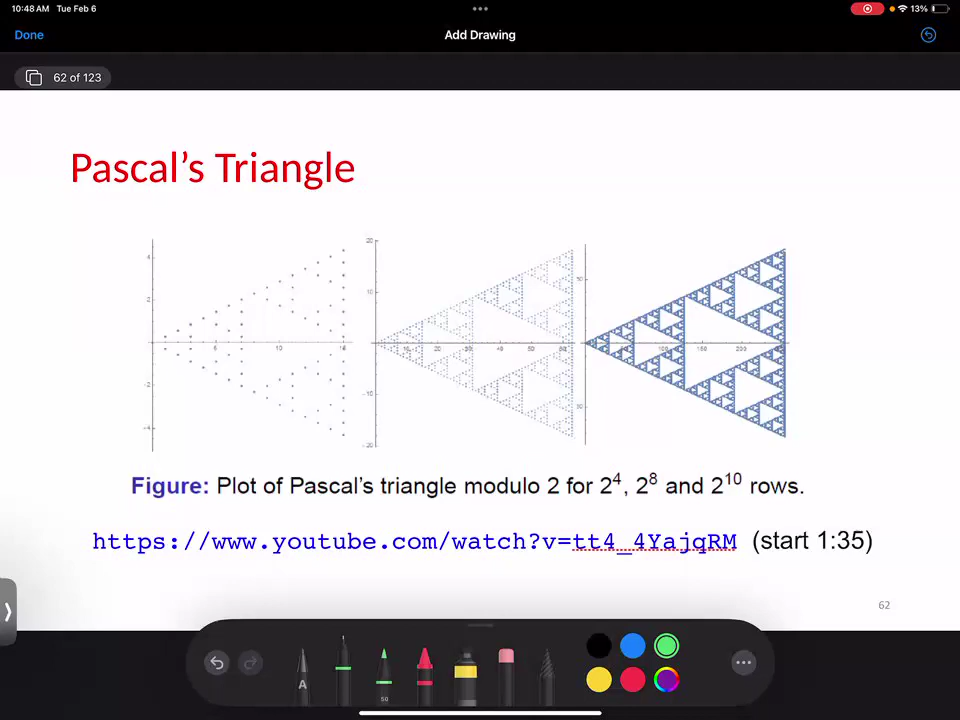 10:48 AM Tue Feb 6
13%
Done
Add Drawing
62 of 123
Pascal's Triangle
Figure: Plot of Pascal's triangle modulo 2 for 2⁴, 2⁸ and 2¹⁰ rows.
https://www.youtube.com/watch?v=tt4_4YajqRM (start 1:35)
62
A
50